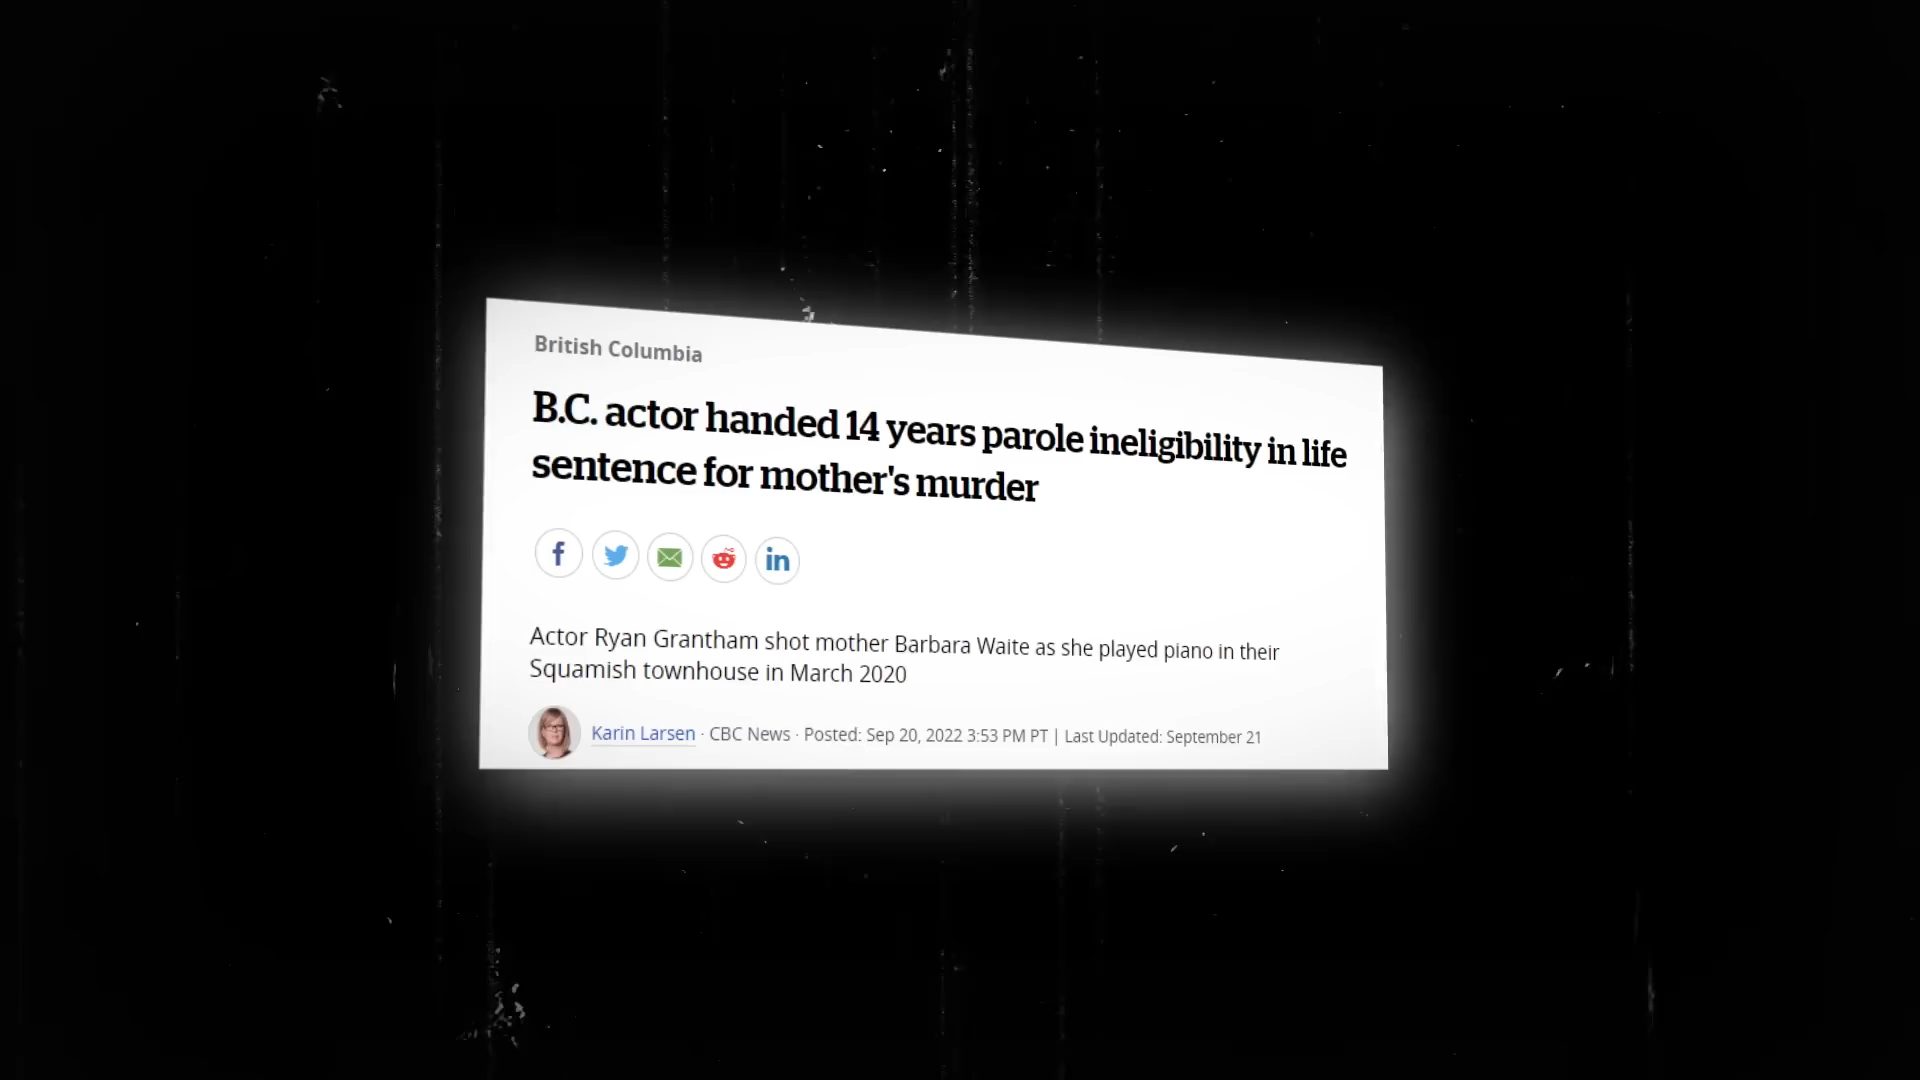 British Columbia
B.C. actor handed 14 years parole ineligibility in life
sentence for mother's murder
f in
Actor Ryan Grantham shot mother Barbara Waite as she played piano in their
Squamish townhouse in March 2020
Karin Larsen · CBC News · Posted: Sep 20, 2022 3:53 PM PT | Last Updated: September 21